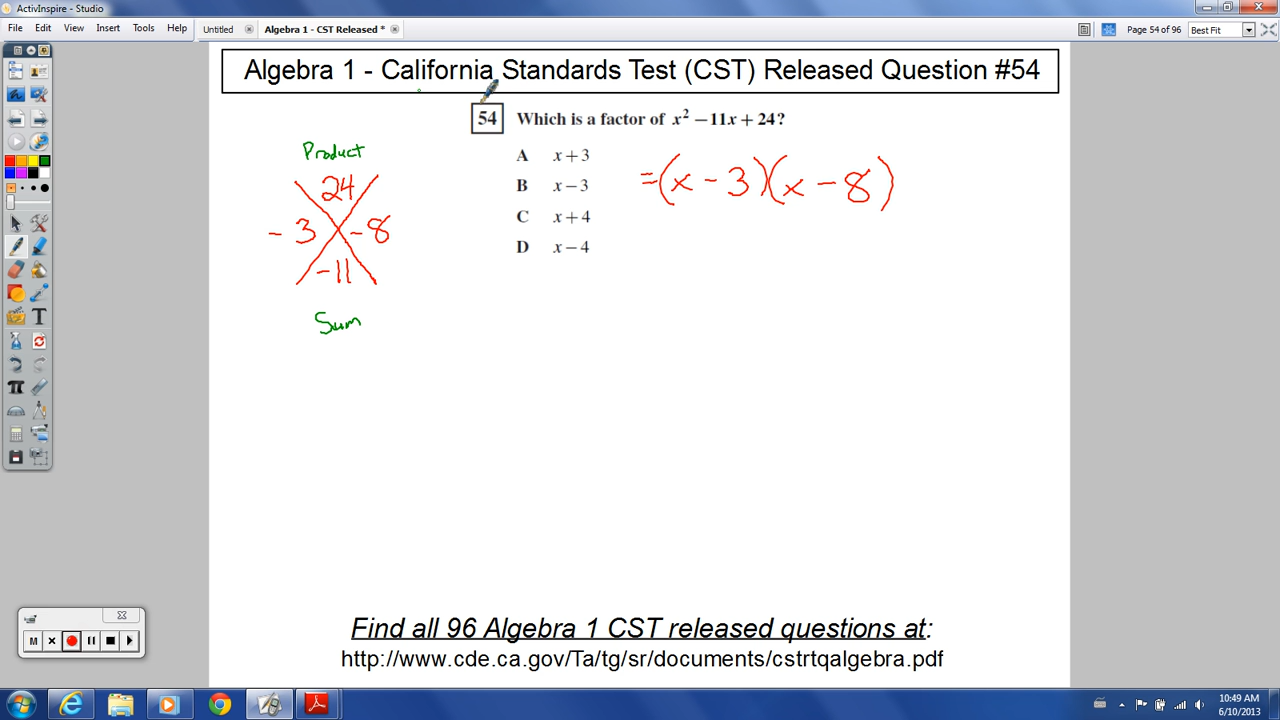 ActivInspire - Studio
File Edit View Insert Tools Help
Untitled
Algebra 1 - CST Released *
Page 54 of 96
Best Fit
Algebra 1 - California Standards Test (CST) Released Question #54
54 Which is a factor of x² − 11x + 24?
A x + 3
B x − 3
C x + 4
D x − 4
= (x - 3)(x - 8)
Product
24
- 3 - 8
- 11
Sum
M
Find all 96 Algebra 1 CST released questions at:
http://www.cde.ca.gov/Ta/tg/sr/documents/cstrtqalgebra.pdf
10:49 AM
6/10/2013